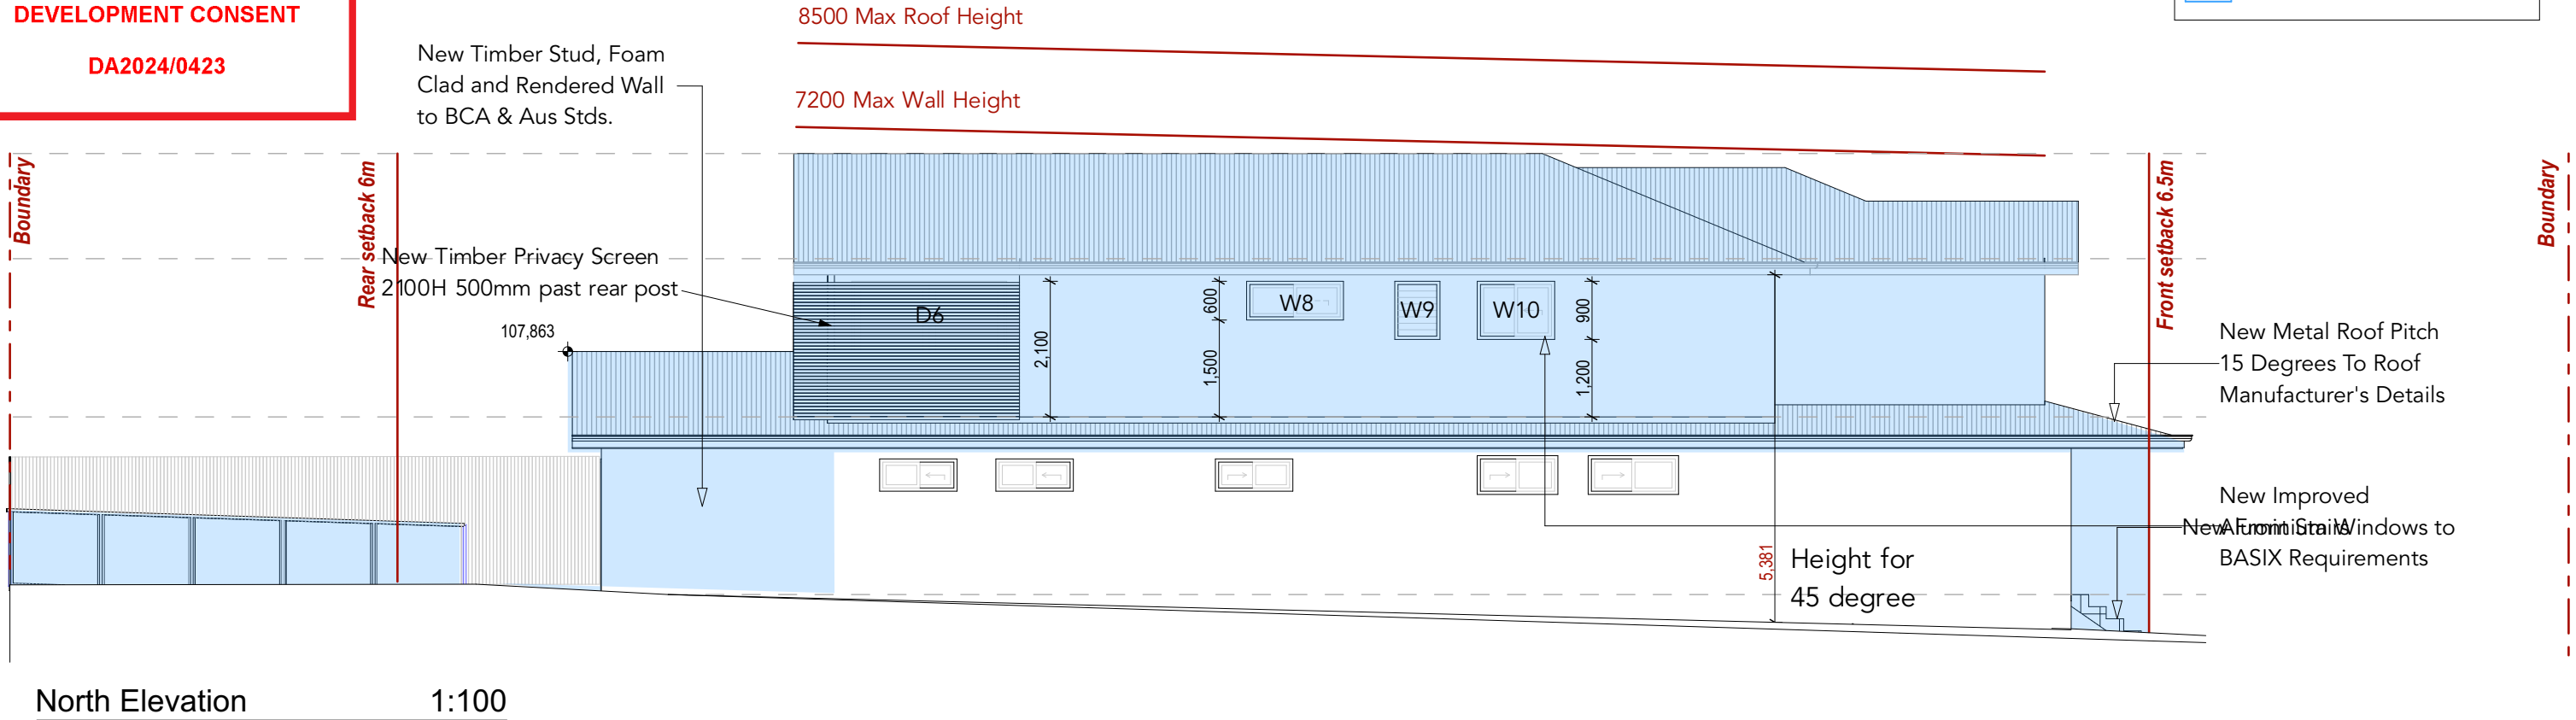 DEVELOPMENT CONSENT
DA2024/0423
8500 Max Roof Height
7200 Max Wall Height
New Timber Stud, Foam
Clad and Rendered Wall
to BCA & Aus Stds.
Boundary
Rear setback 6m
New Timber Privacy Screen
2100H 500mm past rear post
107,863
D6
2,100
600
1,500
W8
W9
W10
900
1,200
Front setback 6.5m
Boundary
New Metal Roof Pitch
15 Degrees To Roof
Manufacturer's Details
New Improved
Aluminium Windows to
BASIX Requirements
New Front Stairs
5,381
Height for
45 degree
North Elevation 1:100